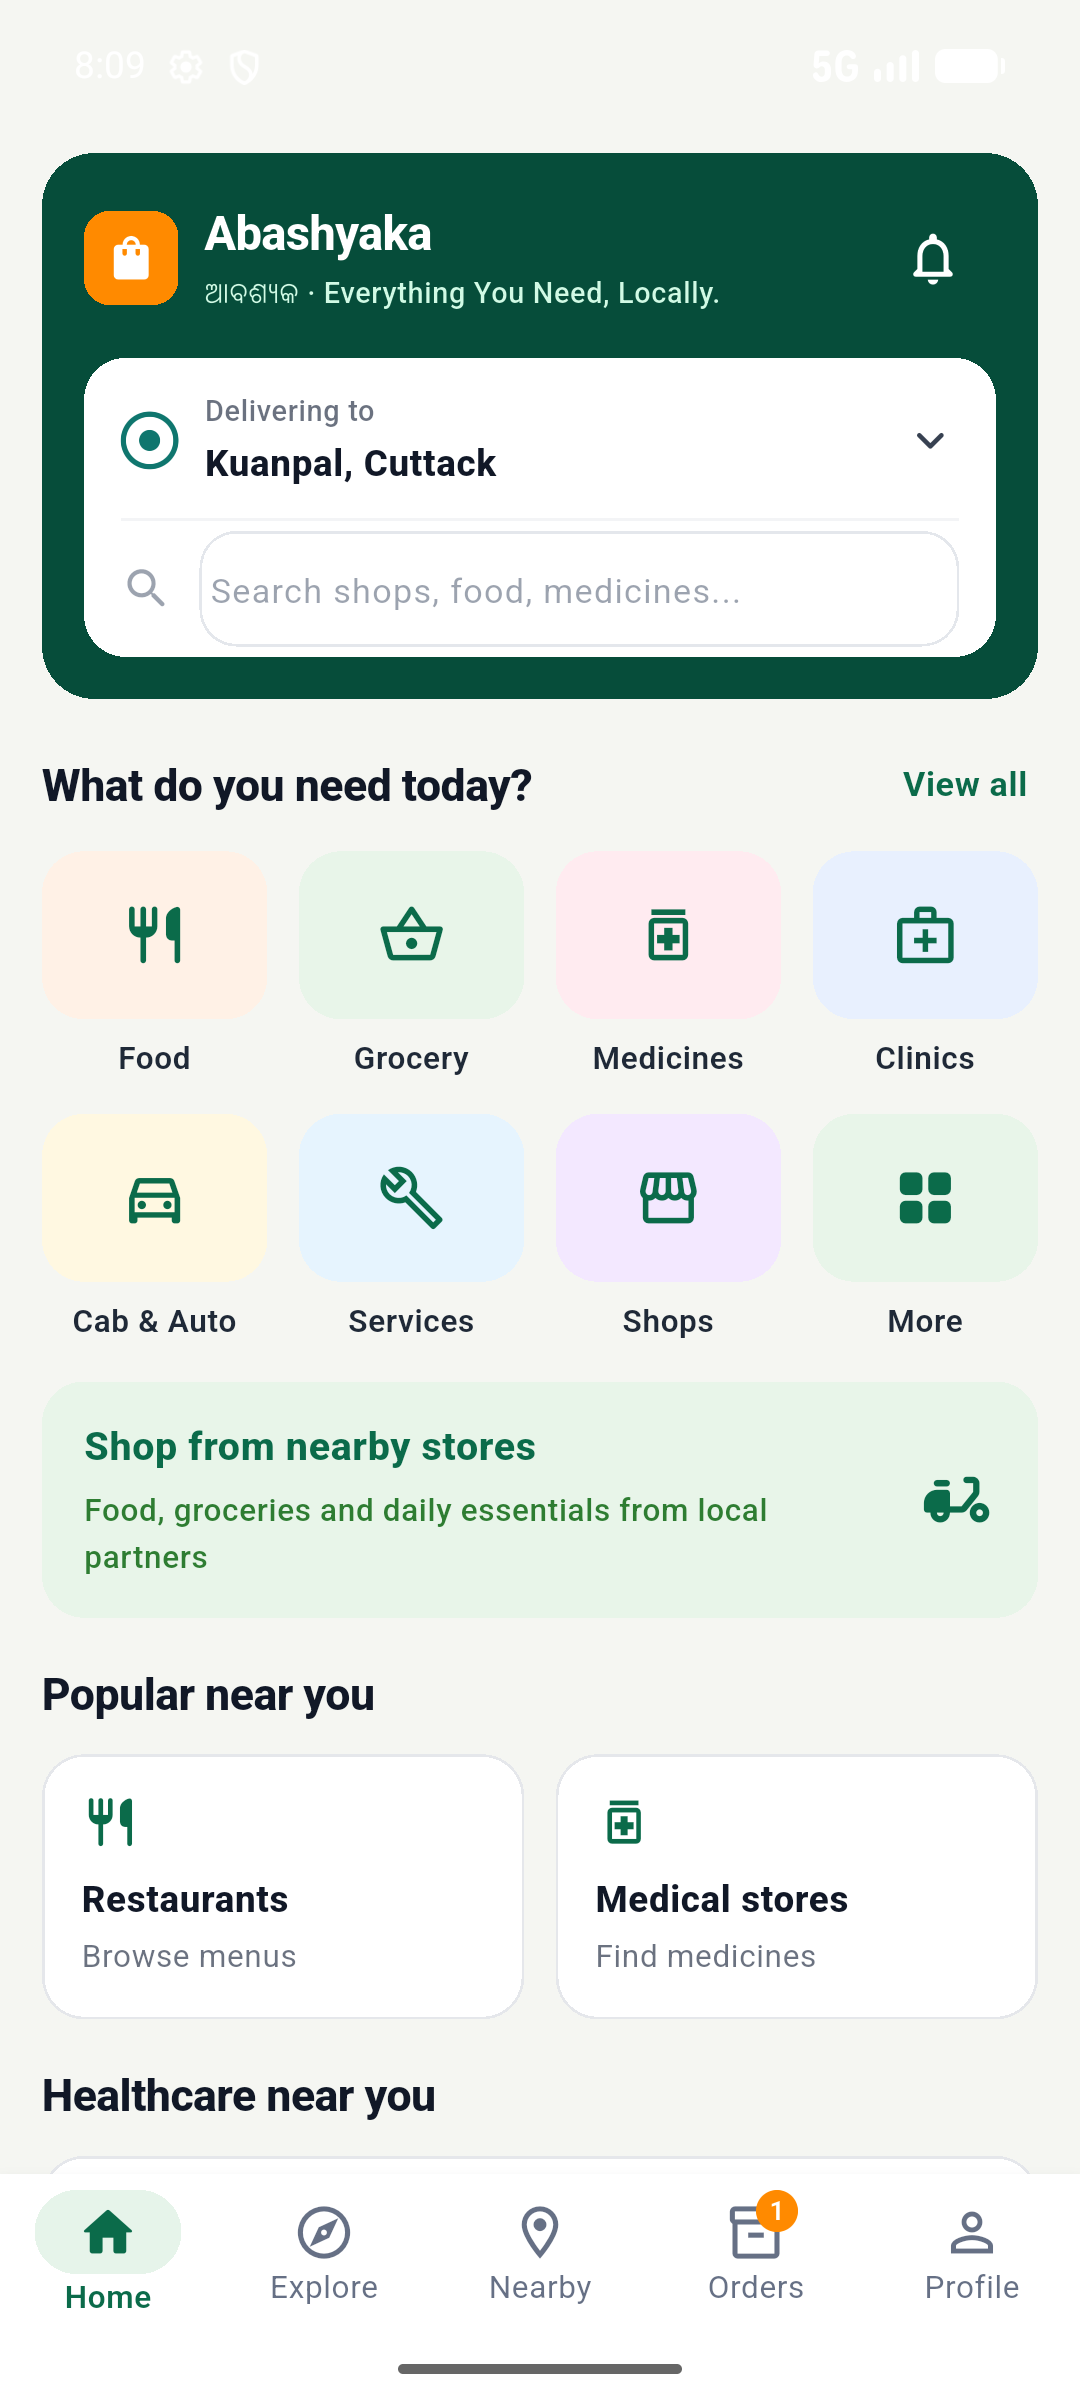 8:09
5G
Abashyaka
ଆବଶ୍ୟକ · Everything You Need, Locally.
Delivering to
Kuanpal, Cuttack
Search shops, food, medicines...
What do you need today?
View all
Food
Grocery
Medicines
Clinics
Cab & Auto
Services
Shops
More
Shop from nearby stores
Food, groceries and daily essentials from local
partners
Popular near you
Restaurants
Medical stores
Browse menus
Find medicines
Healthcare near you
1
Home
Explore
Nearby
Orders
Profile